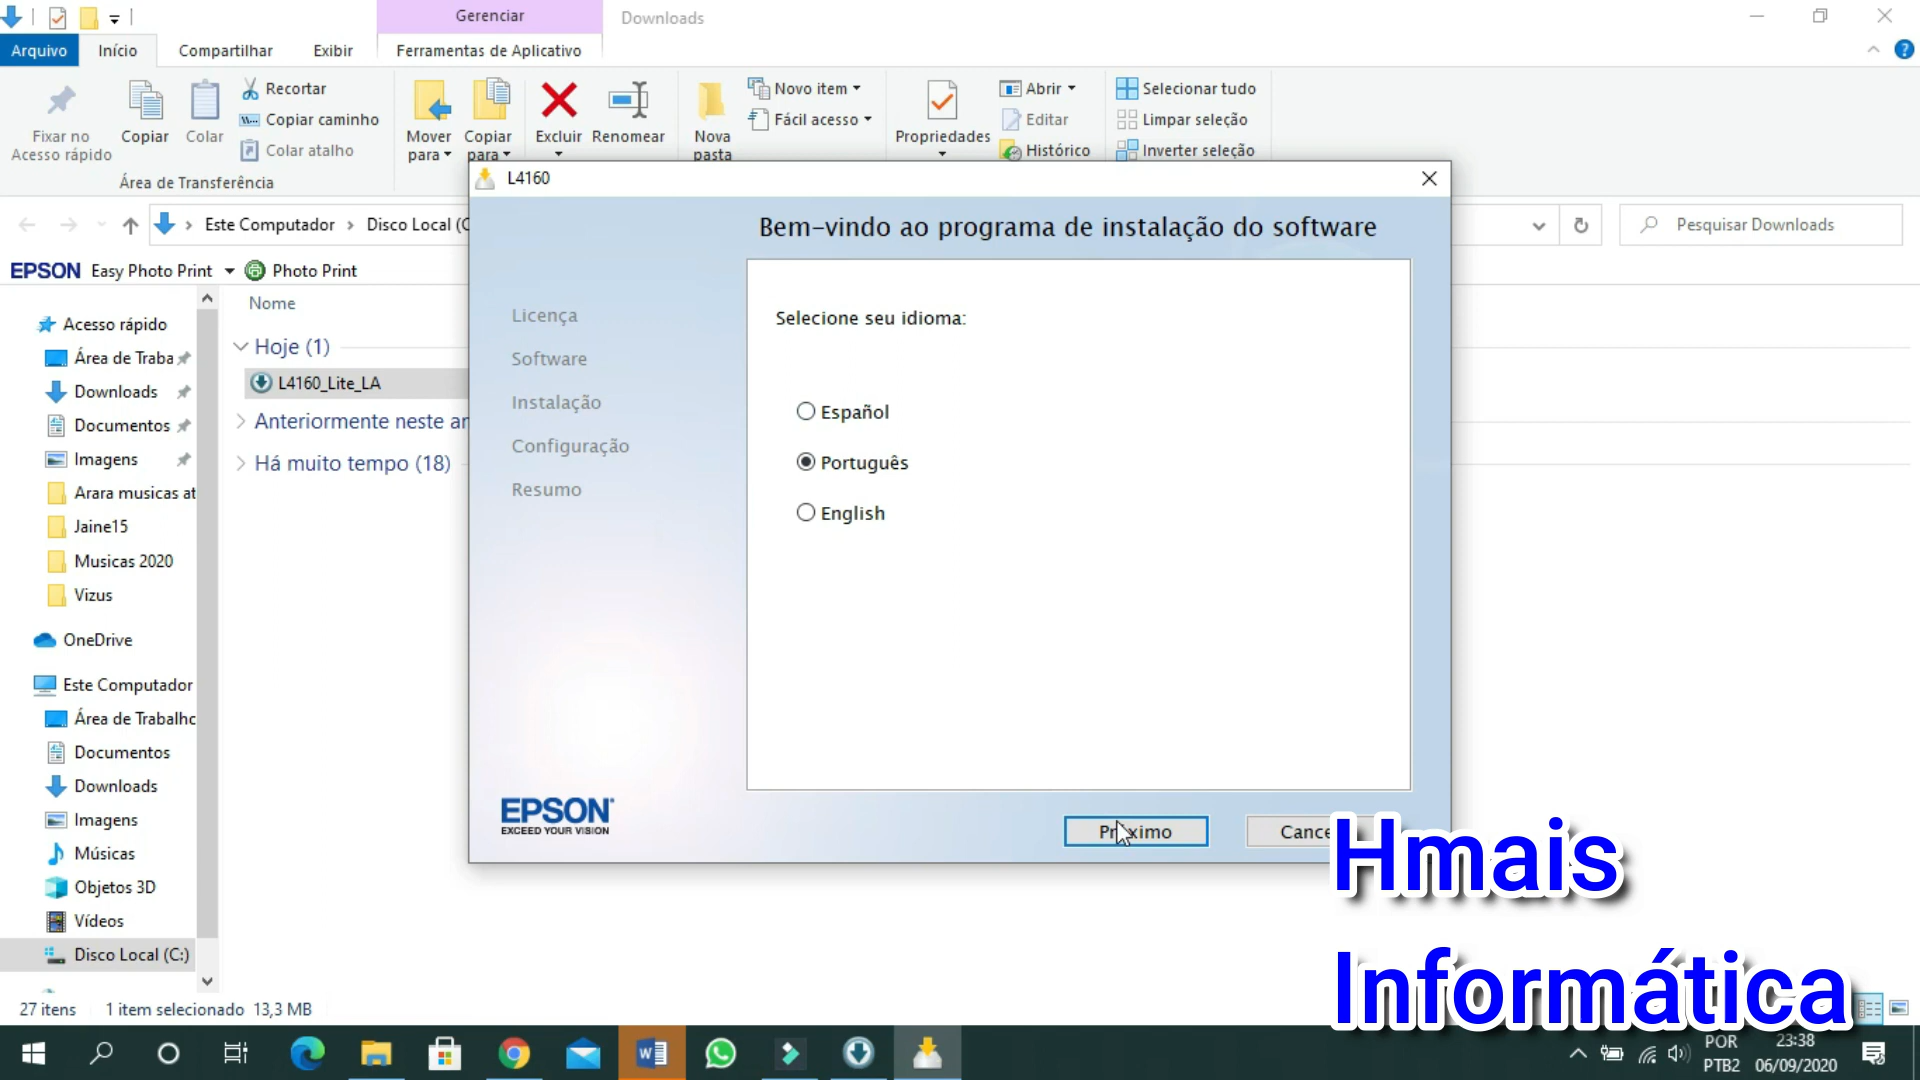 Gerenciar
Downloads
Arquivo
Início
Compartilhar
Exibir
Ferramentas de Aplicativo
Fixar no
Acesso rápido
Copiar
Colar
Recortar
Copiar caminho
Colar atalho
Área de Transferência
Mover
para
Copiar
para
Excluir
Renomear
Nova
pasta
Novo item
Fácil acesso
Propriedades
Abrir
Editar
Histórico
Selecionar tudo
Limpar seleção
Inverter seleção
Este Computador
Disco Local (C
Pesquisar Downloads
EPSON Easy Photo Print
Photo Print
Acesso rápido
Área de Traba
Downloads
Documentos
Imagens
Arara musicas at
Jaine15
Musicas 2020
Vizus
OneDrive
Este Computador
Área de Trabalho
Documentos
Downloads
Imagens
Músicas
Objetos 3D
Vídeos
Disco Local (C:)
Nome
Hoje (1)
L4160_Lite_LA
Anteriormente neste an
Há muito tempo (18)
L4160
Bem-vindo ao programa de instalação do software
Licença
Software
Instalação
Configuração
Resumo
Selecione seu idioma:
Español
Português
English
EPSON
EXCEED YOUR VISION
Próximo
Cance
Hmais
Informática
27 itens
1 item selecionado 13,3 MB
POR
PTB2
23:38
06/09/2020